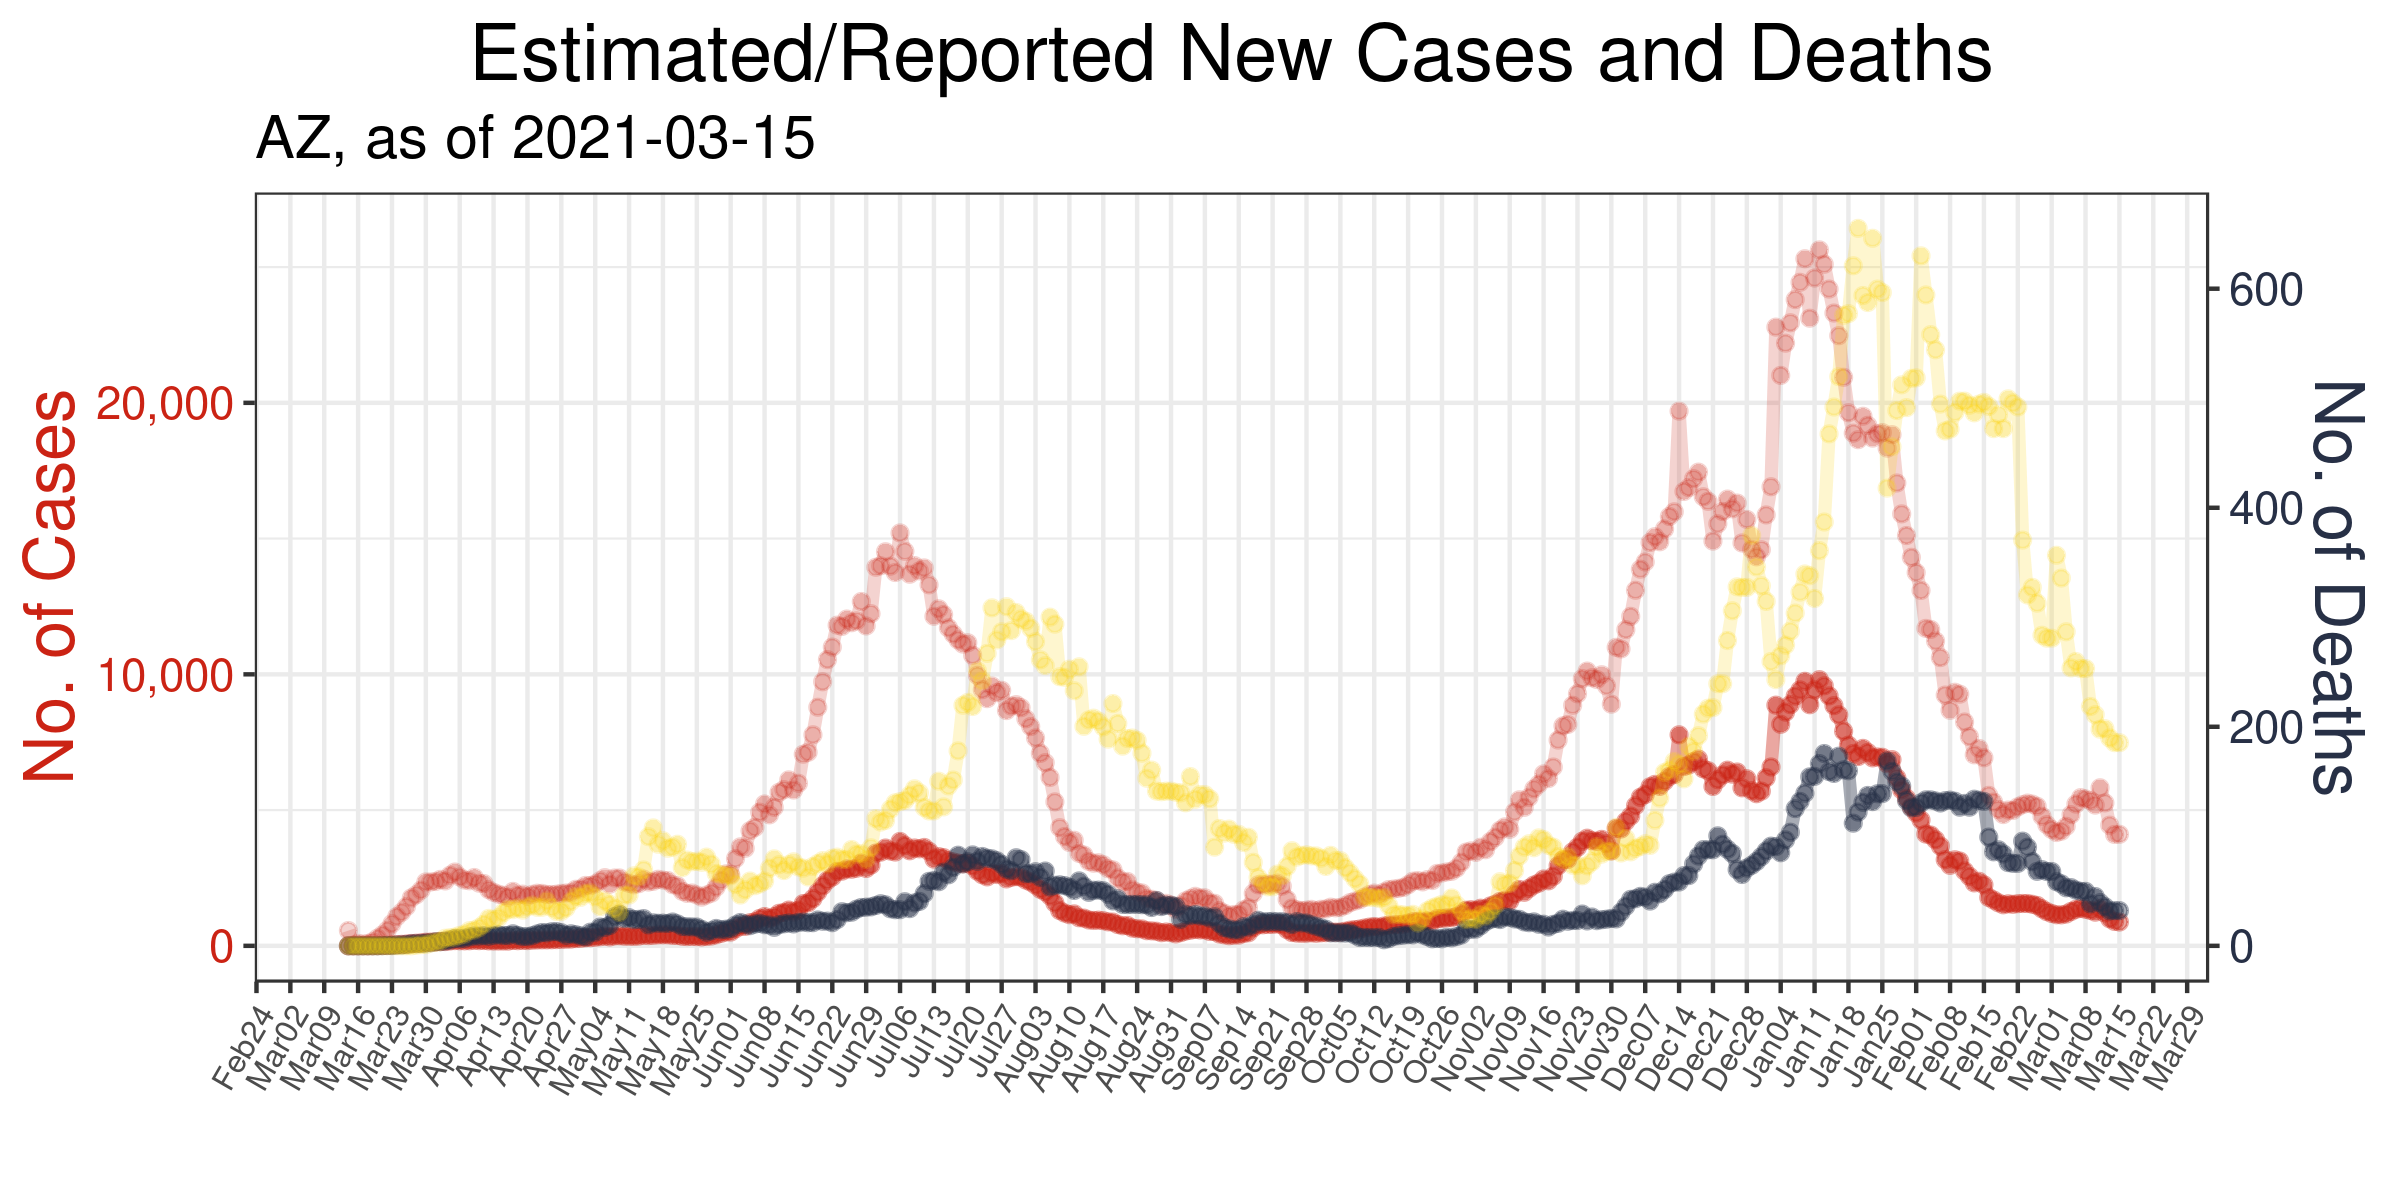 Estimated/Reported New Cases and Deaths
AZ, as of 2021-03-15
No. of Cases
20,000
10,000
0
600
400
200
0
No. of Deaths
Feb24
Mar02
Mar09
Mar16
Mar23
Mar30
Apr06
Apr13
Apr20
Apr27
May04
May11
May18
May25
Jun01
Jun08
Jun15
Jun22
Jun29
Jul06
Jul13
Jul20
Jul27
Aug03
Aug10
Aug17
Aug24
Aug31
Sep07
Sep14
Sep21
Sep28
Oct05
Oct12
Oct19
Oct26
Nov02
Nov09
Nov16
Nov23
Nov30
Dec07
Dec14
Dec21
Dec28
Jan04
Jan11
Jan18
Jan25
Feb01
Feb08
Feb15
Feb22
Mar01
Mar08
Mar15
Mar22
Mar29